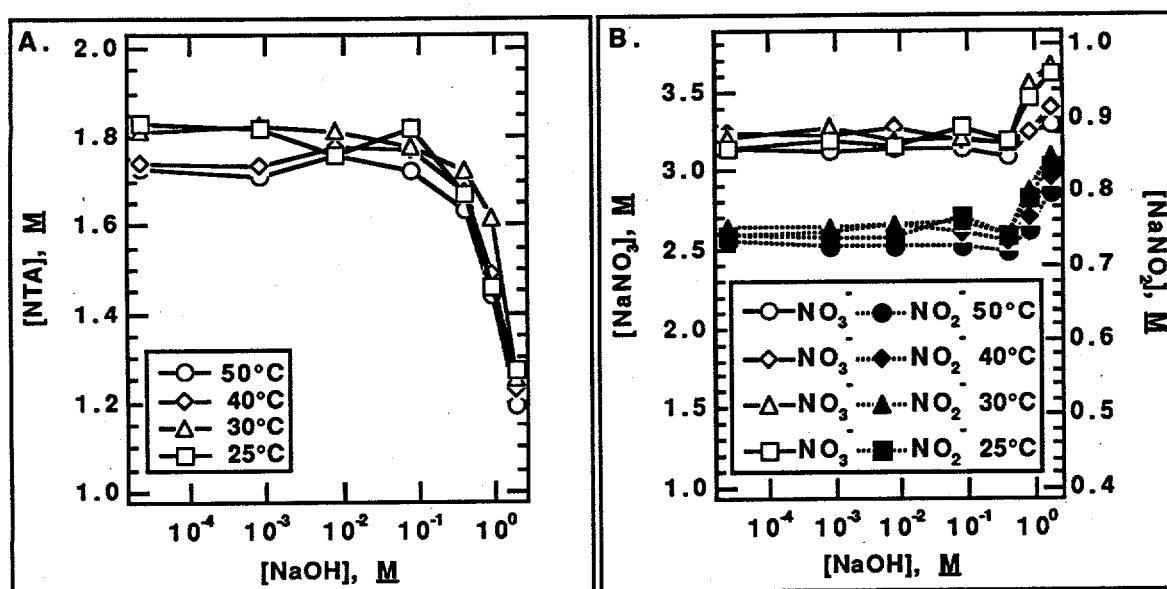 A.
[NTA], M
2.0
1.8
1.6
1.4
1.2
1.0
50°C
40°C
30°C
25°C
10⁻⁴ 10⁻³ 10⁻² 10⁻¹ 10⁰
[NaOH], M
B.
[NaNO₃], M
3.5
3.0
2.5
2.0
1.5
1.0
NO₃⁻ NO₂⁻ 50°C
NO₃⁻ NO₂⁻ 40°C
NO₃⁻ NO₂⁻ 30°C
NO₃⁻ NO₂⁻ 25°C
1.0
0.9
0.8
0.7
0.6
0.5
0.4
[NaNO₂], M
10⁻⁴ 10⁻³ 10⁻² 10⁻¹ 10⁰
[NaOH], M